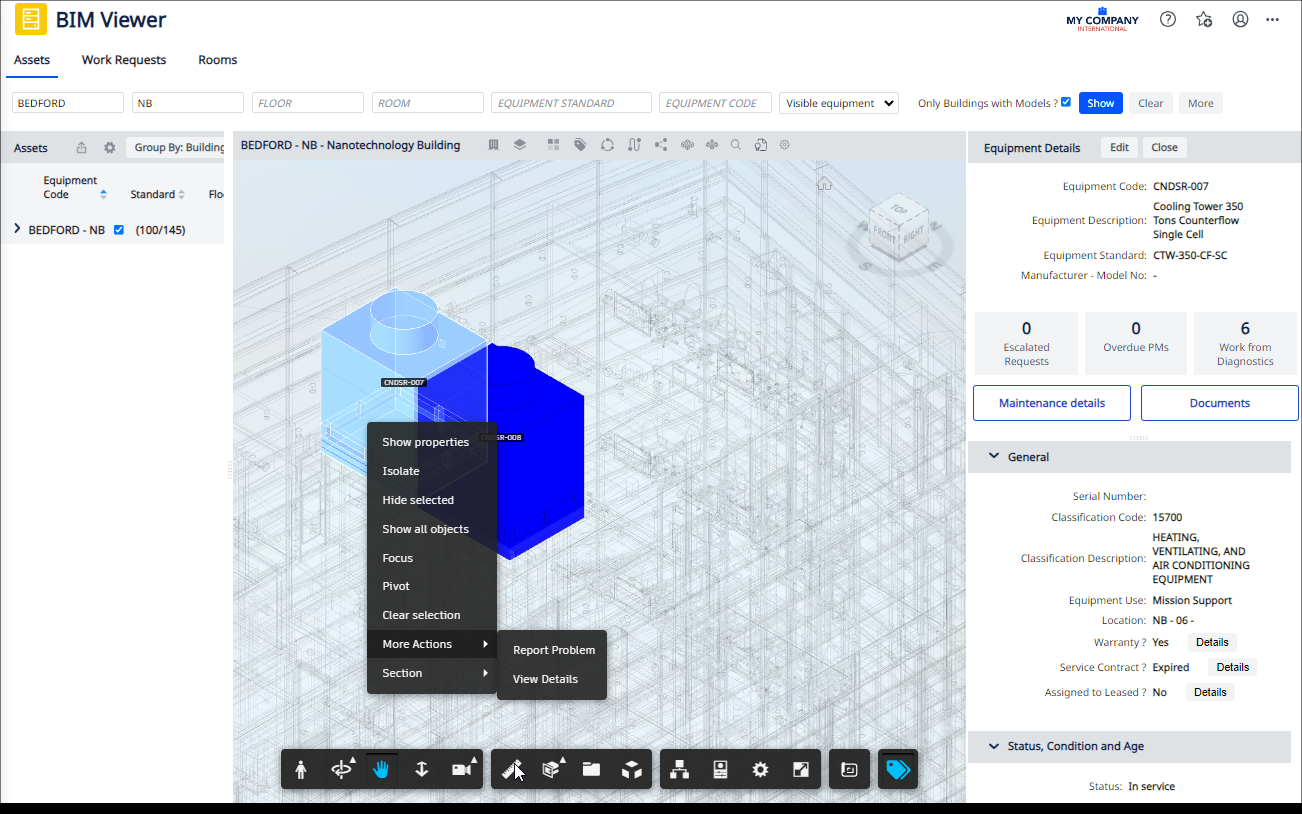 BIM Viewer
MY COMPANY
INTERNATIONAL
Assets
Work Requests
Rooms
BEDFORD
NB
FLOOR
ROOM
EQUIPMENT STANDARD
EQUIPMENT CODE
Visible equipment
Only Buildings with Models ?
Show
Clear
More
Assets
Group By: Building
Equipment
Code
Standard
Floo
BEDFORD - NB
(100/145)
BEDFORD - NB - Nanotechnology Building
TOP
FRONT
RIGHT
CNDSR-007
SR-008
Show properties
Isolate
Hide selected
Show all objects
Focus
Pivot
Clear selection
More Actions
Section
Report Problem
View Details
Equipment Details
Edit
Close
Equipment Code: CNDSR-007
Equipment Description: Cooling Tower 350
Tons Counterflow
Single Cell
Equipment Standard: CTW-350-CF-SC
Manufacturer - Model No: -
0
Escalated
Requests
0
Overdue PMs
6
Work from
Diagnostics
Maintenance details
Documents
General
Serial Number:
Classification Code: 15700
Classification Description: HEATING,
VENTILATING, AND
AIR CONDITIONING
EQUIPMENT
Equipment Use: Mission Support
Location: NB - 06 -
Warranty ? Yes Details
Service Contract ? Expired Details
Assigned to Leased ? No Details
Status, Condition and Age
Status: In service